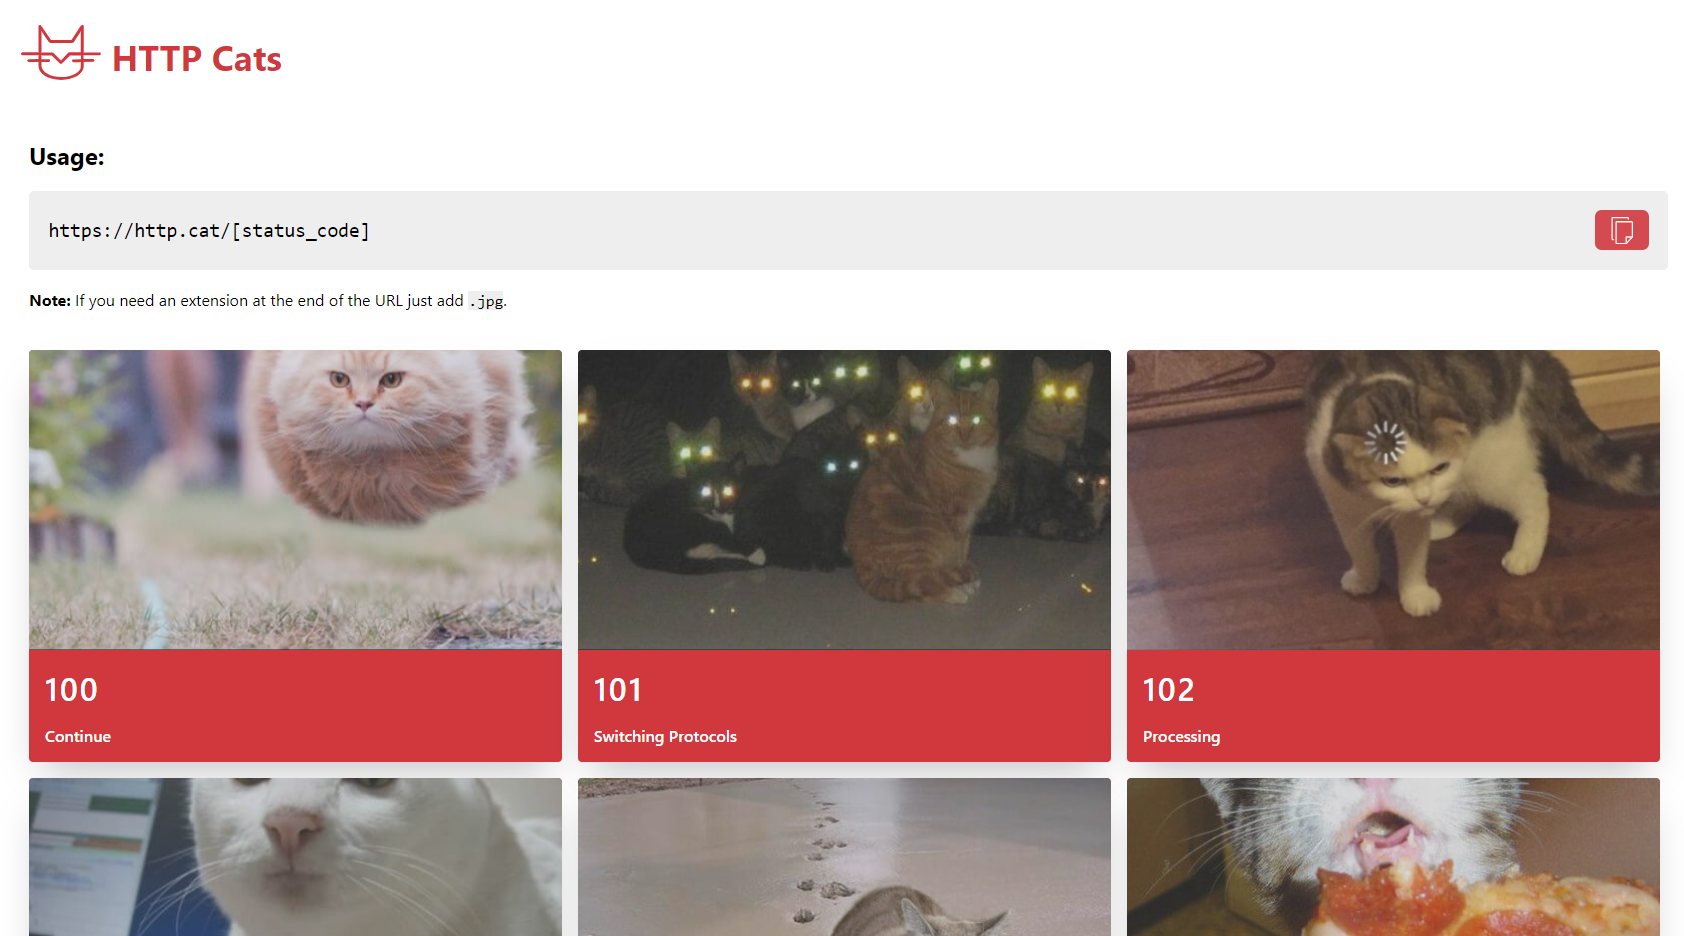 HTTP Cats
Usage:
https://http.cat/[status_code]
Note: If you need an extension at the end of the URL just add .jpg.
100
Continue
101
Switching Protocols
102
Processing